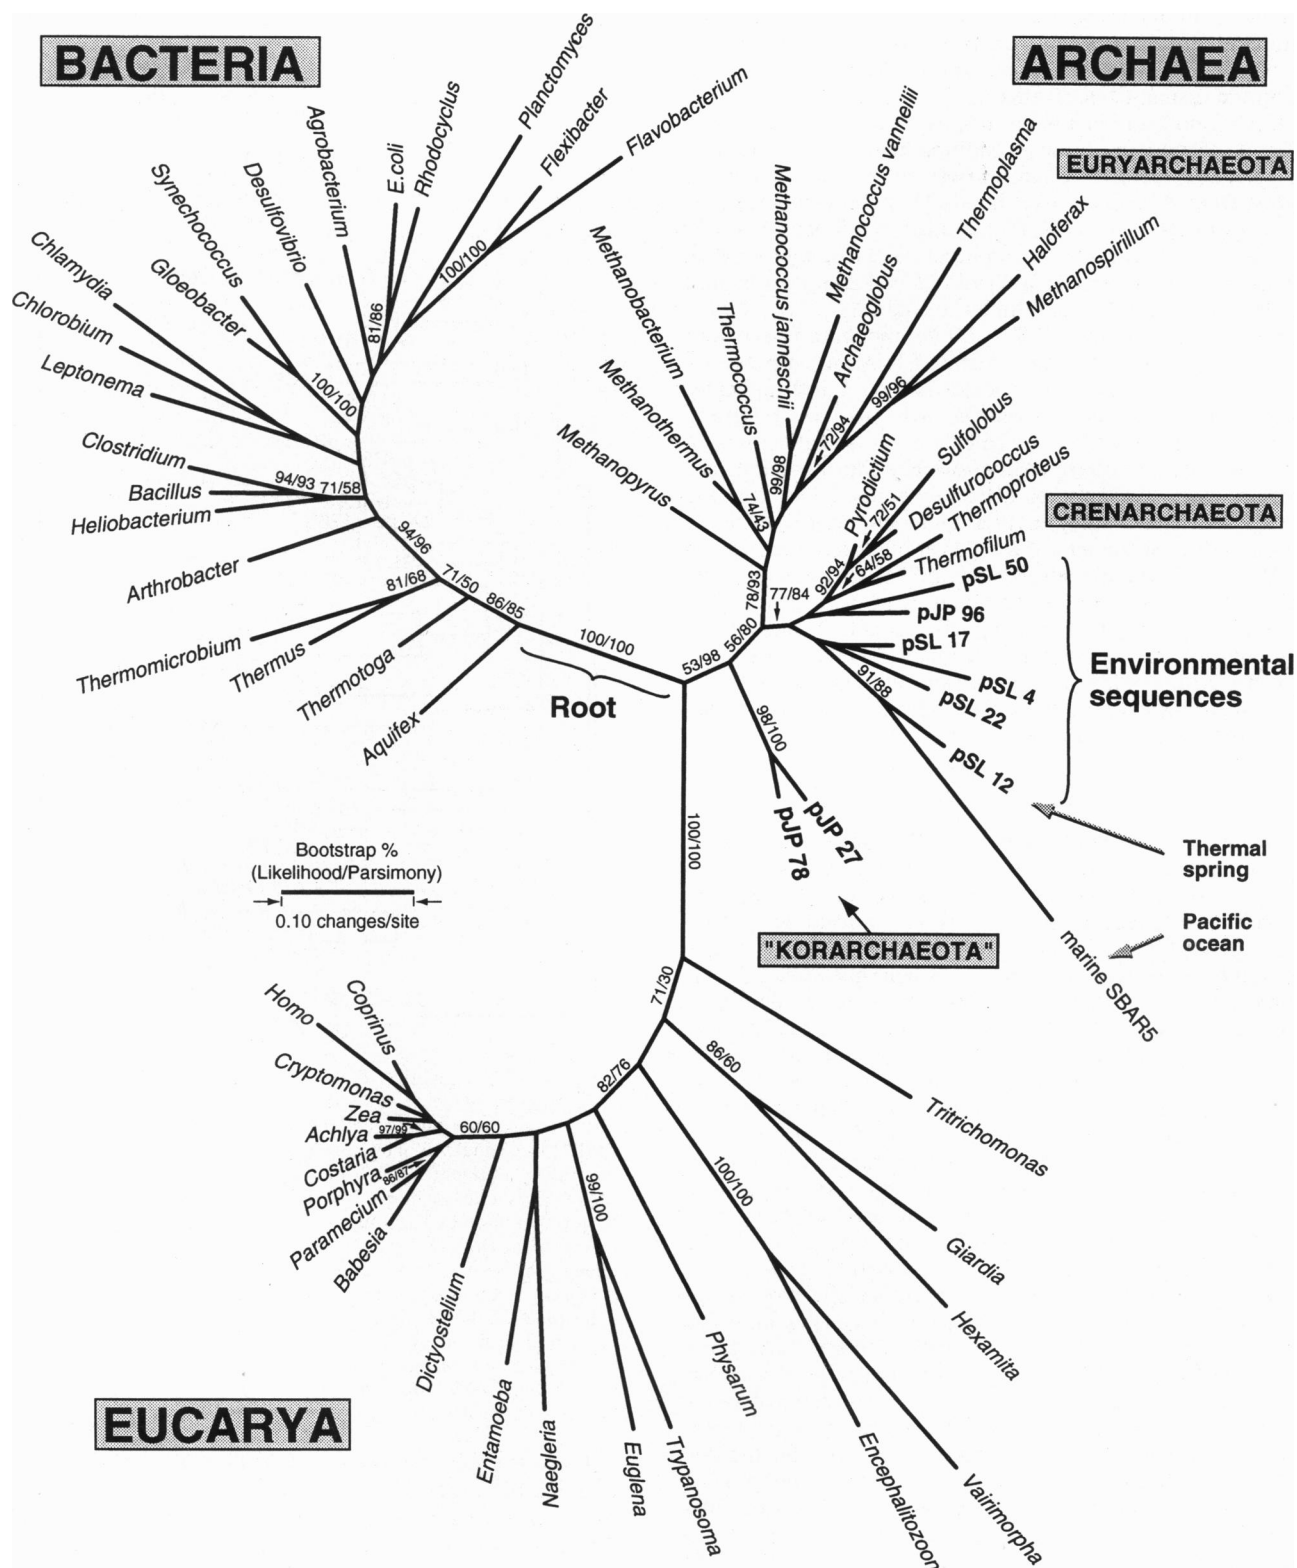 BACTERIA
ARCHAEA
EURYARCHAEOTA
Planctomyces
Flexibacter
Flavobacterium
Rhodocyclus
E.coli
Agrobacterium
Desulfovibrio
Synechococcus
Gloeobacter
Chlamydia
Chlorobium
Leptonema
Clostridium
Bacillus
Heliobacterium
Arthrobacter
Thermomicrobium
Thermus
Thermotoga
Aquifex
100/100
81/86
100/100
94/93
71/58
94/96
81/68
71/50
86/85
100/100
Root
Methanopyrus
Methanothermus
Methanobacterium
Thermococcus
Methanococcus janneschii
Methanococcus vanneilii
Archaeoglobus
Thermoplasma
Haloferax
Methanospirillum
99/96
72/94
99/98
74/43
78/93
77/84
56/80
53/98
CRENARCHAEOTA
Pyrodictium
Sulfolobus
Desulfurococcus
Thermoproteus
Thermofilum
72/51
64/58
92/94
pSL 50
pJP 96
pSL 17
pSL 4
pSL 22
pSL 12
91/88
Environmental
sequences
98/100
pJP 27
pJP 78
"KORARCHAEOTA"
Thermal
spring
Pacific
ocean
marine SBAR5
Bootstrap %
(Likelihood/Parsimony)
0.10 changes/site
100/100
71/30
86/60
82/76
100/100
99/100
60/60
97/99
86/87
Homo
Coprinus
Cryptomonas
Zea
Achlya
Costaria
Porphyra
Paramecium
Babesia
Dictyostelium
Entamoeba
Naegleria
Euglena
Trypanosoma
Physarum
Encephalitozoon
Vairimorpha
Hexamita
Giardia
Tritrichomonas
EUCARYA